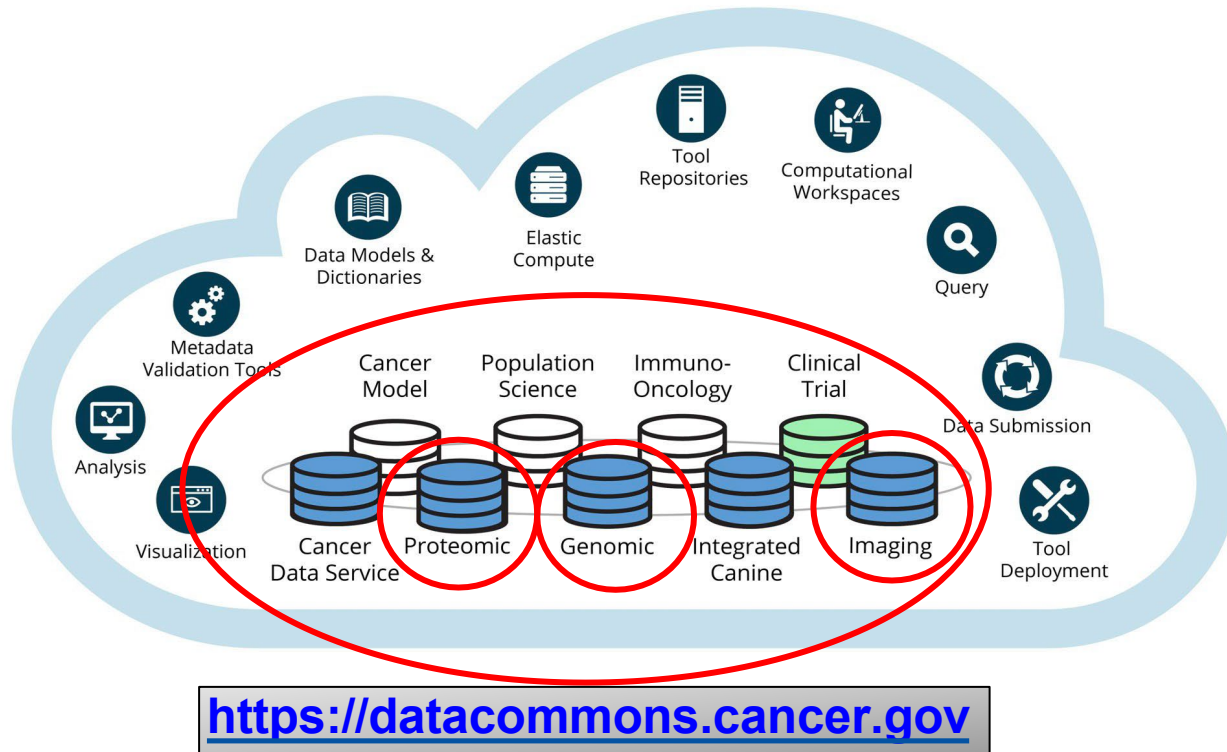 Tool
Repositories
Computational
Workspaces
Elastic
Compute
Data Models &
Dictionaries
Query
Metadata
Validation Tools
Cancer
Model
Population
Science
Immuno-
Oncology
Clinical
Trial
Data Submission
Analysis
Visualization
Cancer
Data Service
Proteomic
Genomic
Integrated
Canine
Imaging
Tool
Deployment
https://datacommons.cancer.gov